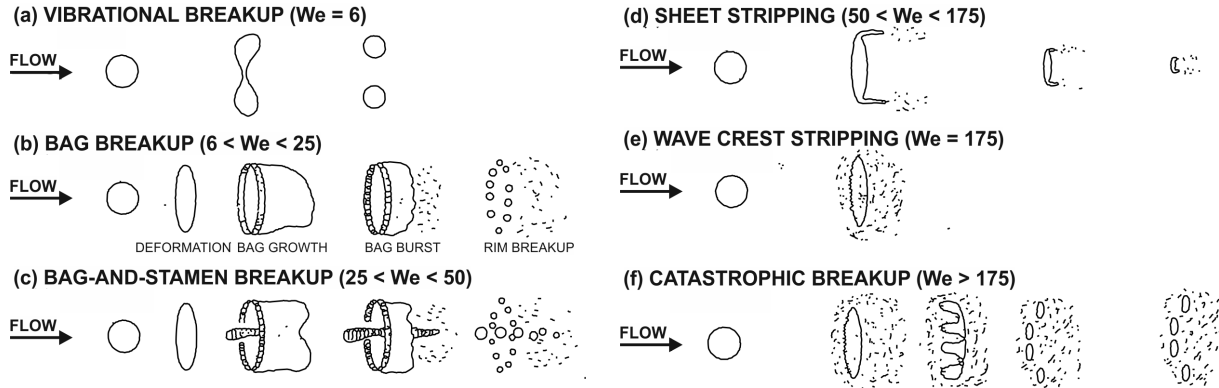 (a) VIBRATIONAL BREAKUP (We = 6)
FLOW
(b) BAG BREAKUP (6 < We < 25)
FLOW
DEFORMATION BAG GROWTH BAG BURST RIM BREAKUP
(c) BAG-AND-STAMEN BREAKUP (25 < We < 50)
FLOW
(d) SHEET STRIPPING (50 < We < 175)
FLOW
(e) WAVE CREST STRIPPING (We = 175)
FLOW
(f) CATASTROPHIC BREAKUP (We > 175)
FLOW